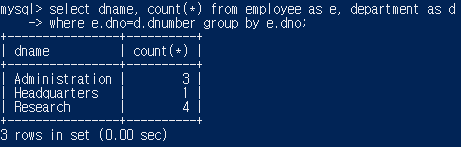 mysql> select dname, count(*) from employee as e, department as d
    -> where e.dno=d.dnumber group by e.dno;
+----------------+----------+
| dname          | count(*) |
+----------------+----------+
| Administration |        3 |
| Headquarters   |        1 |
| Research       |        4 |
+----------------+----------+
3 rows in set (0.00 sec)